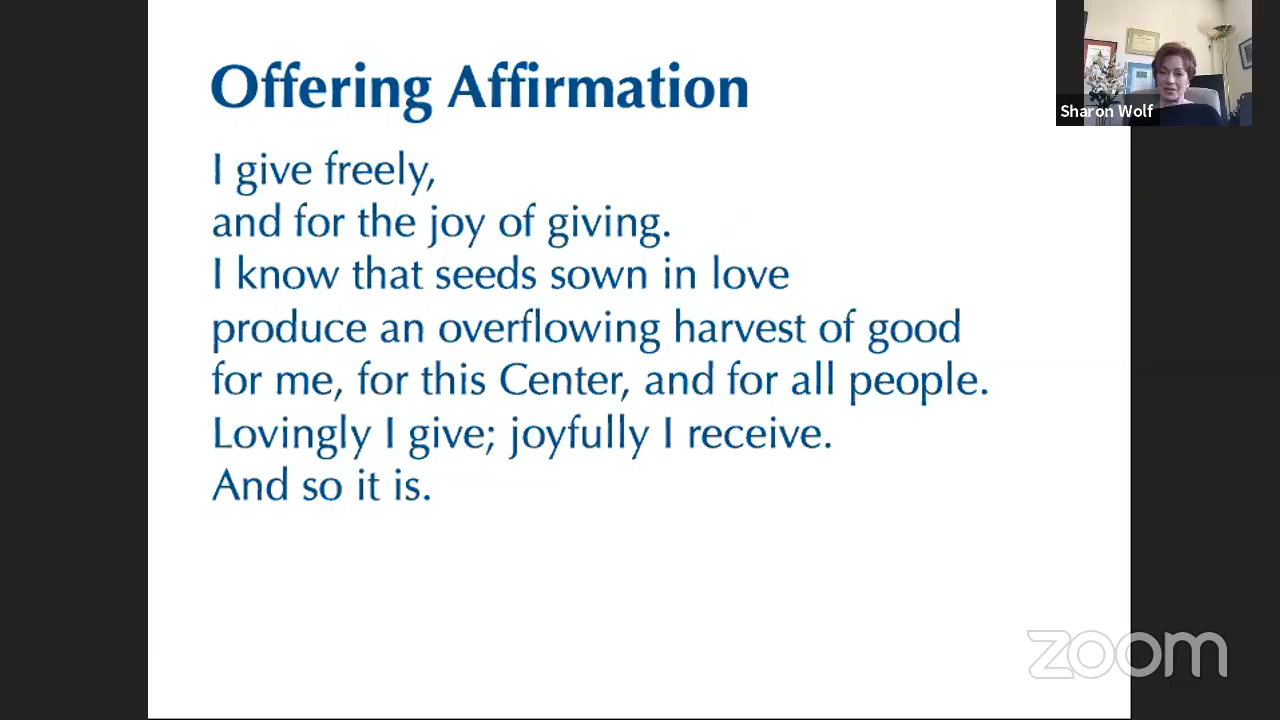 Offering Affirmation
I give freely,
and for the joy of giving.
I know that seeds sown in love
produce an overflowing harvest of good
for me, for this Center, and for all people.
Lovingly I give; joyfully I receive.
And so it is.
Sharon Wolf
zoom